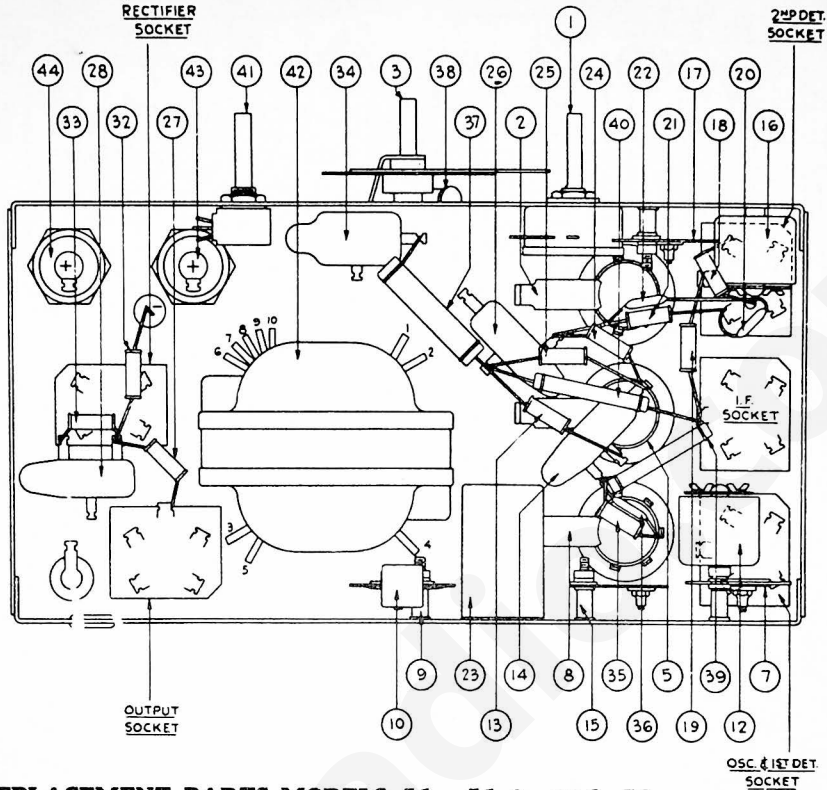 RECTIFIER
SOCKET
2ND DET.
SOCKET
44 28 43 41 42 34 3 38 26 25 1 24 22 17 20
33 32 27 37 2 40 21 18 16
10
9
8
7
6
1
2
I.F.
SOCKET
3
5
4
23 14 8 35 5 39 7
10 9 13 15 36 19 12
OUTPUT
SOCKET
OSC. & 1ST DET.
SOCKET